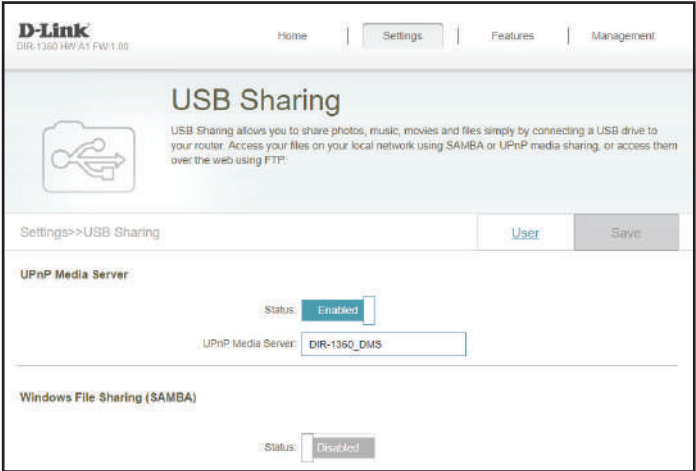 D-Link
DIR-1360 HW:A1 FW:1.00
Home | Settings | Features | Management
USB Sharing
USB Sharing allows you to share photos, music, movies and files simply by connecting a USB drive to
your router. Access your files on your local network using SAMBA or UPnP media sharing, or access them
over the web using FTP.
Settings>>USB Sharing
User
Save
UPnP Media Server
Status: Enabled
UPnP Media Server: DIR-1360_DMS
Windows File Sharing (SAMBA)
Status: Disabled